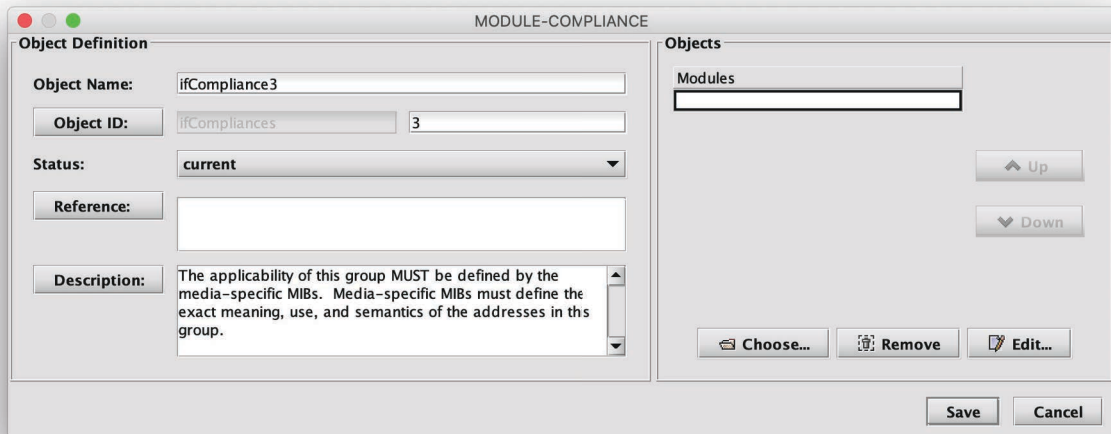 MODULE-COMPLIANCE
Object Definition
Object Name:
ifCompliance3
Object ID:
ifCompliances
3
Status:
current
Reference:
Description:
The applicability of this group MUST be defined by the
media-specific MIBs.  Media-specific MIBs must define the
exact meaning, use, and semantics of the addresses in this
group.
Objects
Modules
Up
Down
Choose...
Remove
Edit...
Save
Cancel